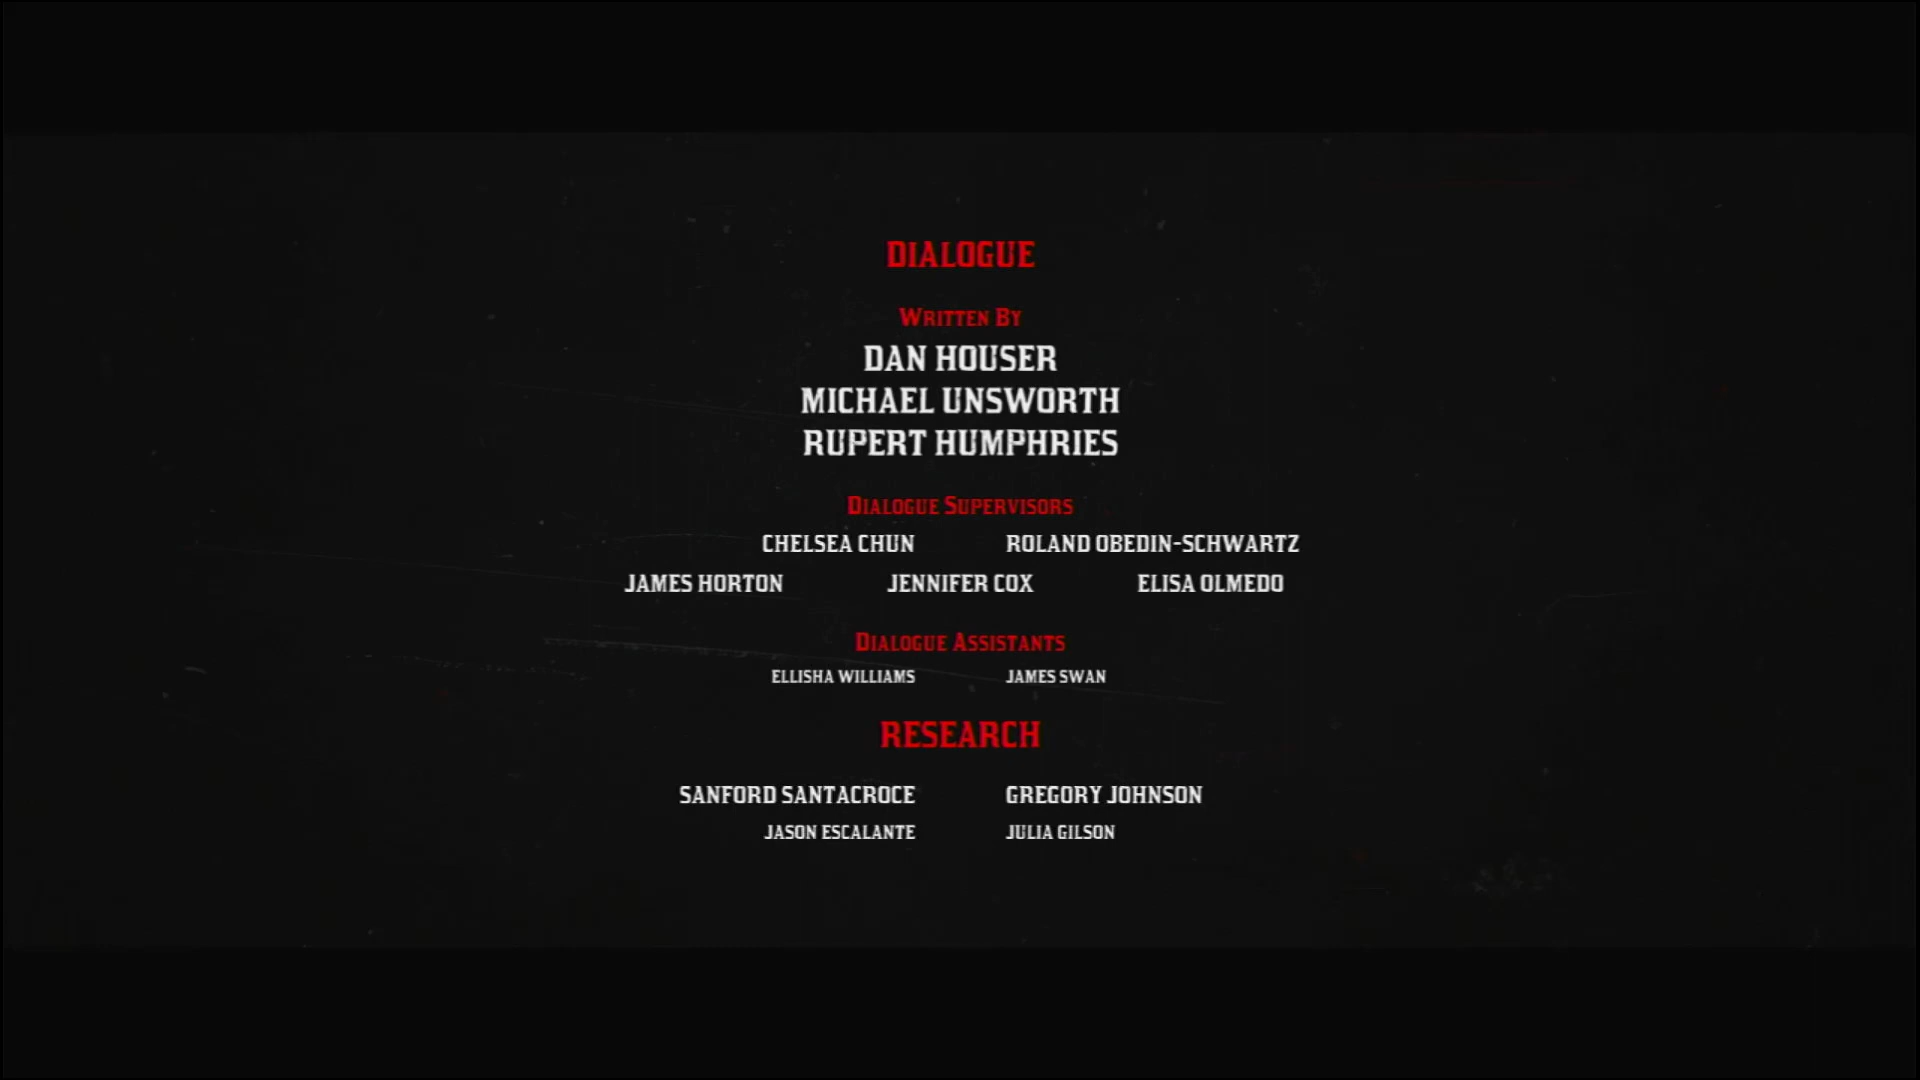 DIALOGUE
WRITTEN BY
DAN HOUSER
MICHAEL UNSWORTH
RUPERT HUMPHRIES
DIALOGUE SUPERVISORS
CHELSEA CHUN ROLAND OBEDIN-SCHWARTZ
JAMES HORTON JENNIFER COX ELISA OLMEDO
DIALOGUE ASSISTANTS
ELLISHA WILLIAMS JAMES SWAN
RESEARCH
SANFORD SANTACROCE GREGORY JOHNSON
JASON ESCALANTE JULIA GILSON